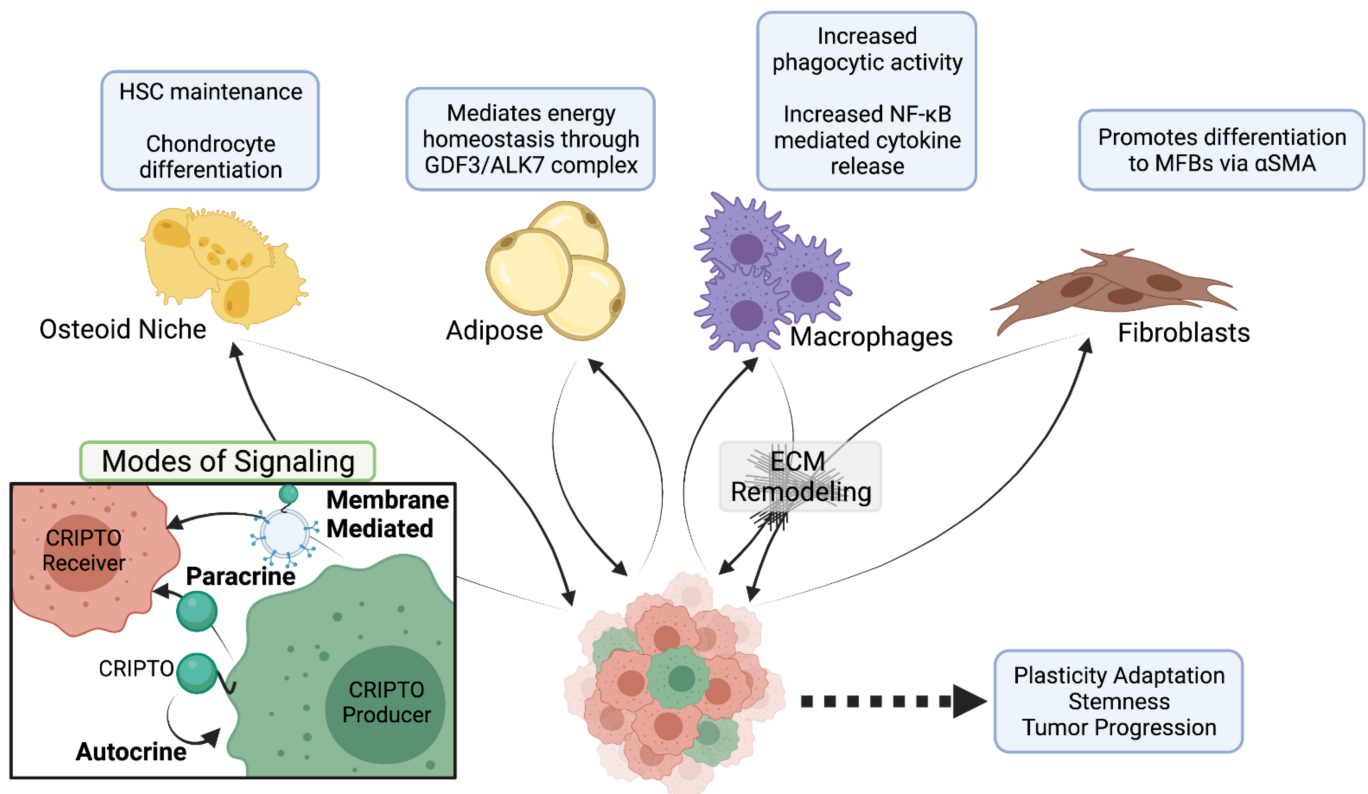 HSC maintenance
Chondrocyte
differentiation
Osteoid Niche
Mediates energy
homeostasis through
GDF3/ALK7 complex
Adipose
Increased
phagocytic activity
Increased NF-κB
mediated cytokine
release
Macrophages
Promotes differentiation
to MFBs via αSMA
Fibroblasts
ECM
Remodeling
Modes of Signaling
Membrane
Mediated
CRIPTO
Receiver
Paracrine
CRIPTO
CRIPTO
Producer
Autocrine
Plasticity Adaptation
Stemness
Tumor Progression